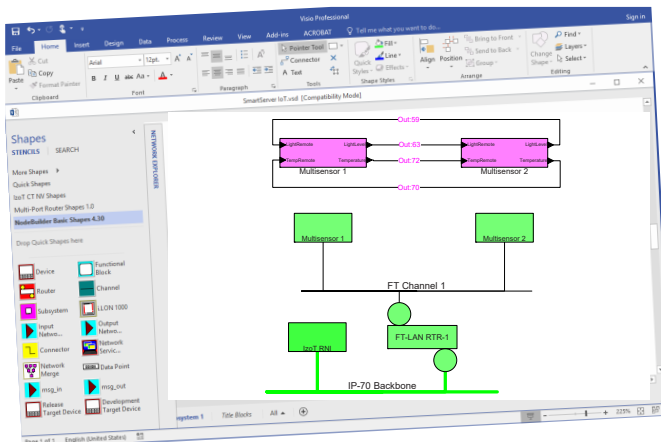 Visio Professional
Sign in
File Home Insert Design Data Process Review View Add-ins ACROBAT Tell me what you want to do...
Paste
Cut
Copy
Format Painter
Clipboard
Arial 12pt.
B I U abc Aa A
Font
Paragraph
Pointer Tool
Connector
A Text
Tools
Quick Styles
Fill
Line
Effects
Shape Styles
Align Position
Bring to Front
Send to Back
Group
Arrange
Change Shape
Find
Layers
Select
Editing
SmartServer IoT.vsd [Compatibility Mode]
Shapes
STENCILS SEARCH
More Shapes
Quick Shapes
IzoT CT NV Shapes
Multi-Port Router Shapes 1.0
NodeBuilder Basic Shapes 4.30
Drop Quick Shapes here
Device
Functional Block
Router
Channel
Subsystem
i.LON 1000
Input Netwo...
Output Netwo...
Connector
Network Servic...
Network Merge
Data Point
msg_in
msg_out
Release Target Device
Development Target Device
NETWORK EXPLORER
Out:59
LightRemote LightLevel
Out:63
LightRemote LightLevel
TempRemote Temperature
Out:72
TempRemote Temperature
Multisensor 1
Multisensor 2
Out:70
Multisensor 1
Multisensor 2
FT Channel 1
IzoT RNI
FT-LAN RTR-1
IP-70 Backbone
ystem 1 Title Blocks All
Page 1 of 1 English (United States)
225%